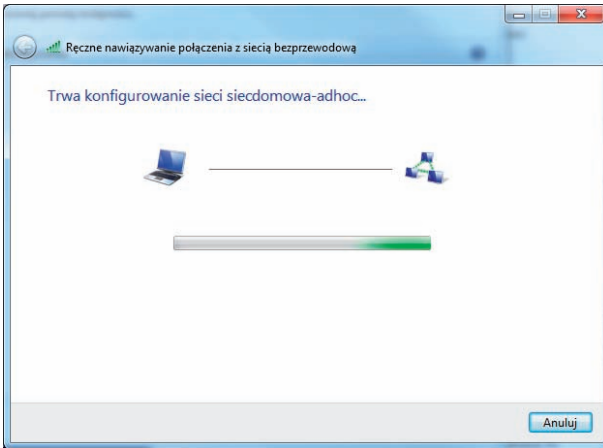 Ręczne nawiązywanie połączenia z siecią bezprzewodową
Trwa konfigurowanie sieci siecdomowa-adhoc...
Anuluj